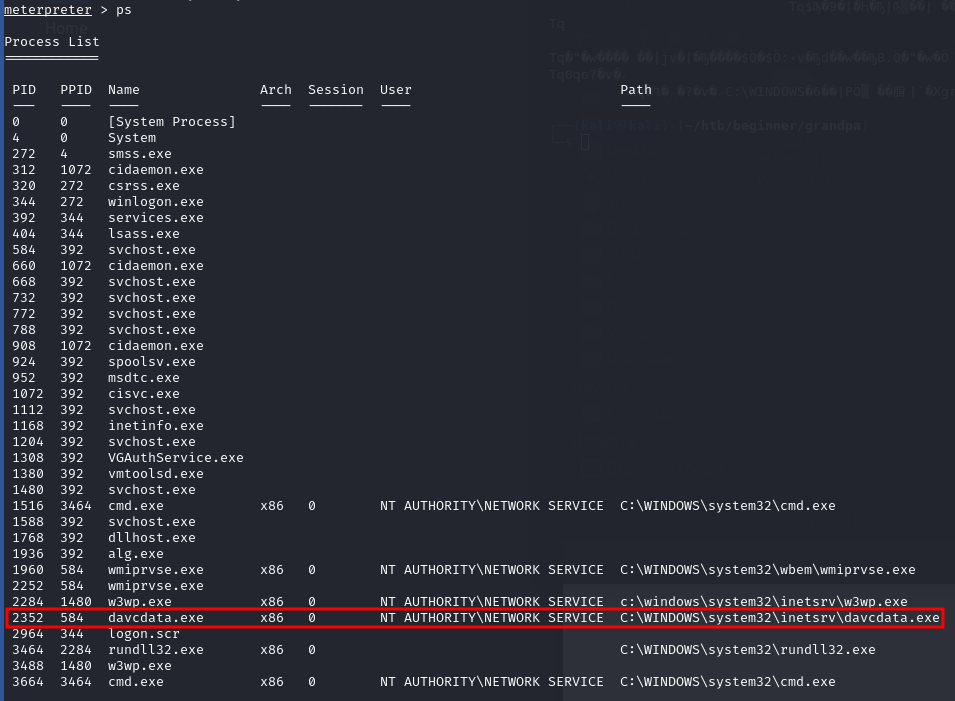 meterpreter > ps
Home
Process List
PID PPID Name Arch Session User Path
0 0 [System Process]
4 0 System
272 4 smss.exe
312 1072 cidaemon.exe
320 272 csrss.exe
344 272 winlogon.exe
392 344 services.exe
404 344 lsass.exe
584 392 svchost.exe
660 1072 cidaemon.exe
668 392 svchost.exe
732 392 svchost.exe
772 392 svchost.exe
788 392 svchost.exe
908 1072 cidaemon.exe
924 392 spoolsv.exe
952 392 msdtc.exe
1072 392 cisvc.exe
1112 392 svchost.exe
1168 392 inetinfo.exe
1204 392 svchost.exe
1308 392 VGAuthService.exe
1380 392 vmtoolsd.exe
1480 392 svchost.exe
1516 3464 cmd.exe x86 0 NT AUTHORITY\NETWORK SERVICE C:\WINDOWS\system32\cmd.exe
1588 392 svchost.exe
1768 392 dllhost.exe
1936 392 alg.exe
1960 584 wmiprvse.exe x86 0 NT AUTHORITY\NETWORK SERVICE C:\WINDOWS\system32\wbem\wmiprvse.exe
2252 584 wmiprvse.exe
2284 1480 w3wp.exe x86 0 NT AUTHORITY\NETWORK SERVICE c:\windows\system32\inetsrv\w3wp.exe
2352 584 davcdata.exe x86 0 NT AUTHORITY\NETWORK SERVICE C:\WINDOWS\system32\inetsrv\davcdata.exe
2964 344 logon.scr
3464 2284 rundll32.exe x86 0 C:\WINDOWS\system32\rundll32.exe
3488 1480 w3wp.exe
3664 3464 cmd.exe x86 0 NT AUTHORITY\NETWORK SERVICE C:\WINDOWS\system32\cmd.exe
~/htb/beginner/grandpa